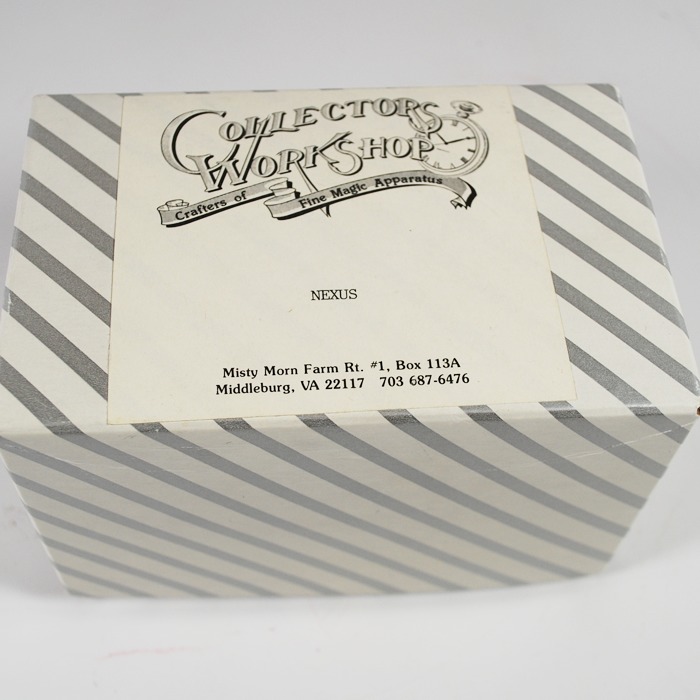 Collectors
Workshop
Crafters of Fine Magic Apparatus
NEXUS
Misty Morn Farm Rt. #1, Box 113A
Middleburg, VA 22117 703 687-6476